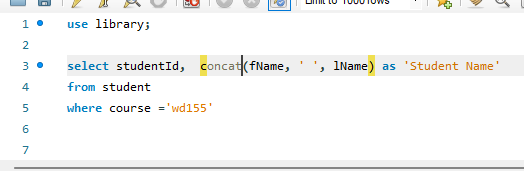 Limit to 1000 rows
1 use library;
2
3 select studentId,  concat(fName, ' ', lName) as 'Student Name'
4 from student
5 where course ='wd155'
6
7